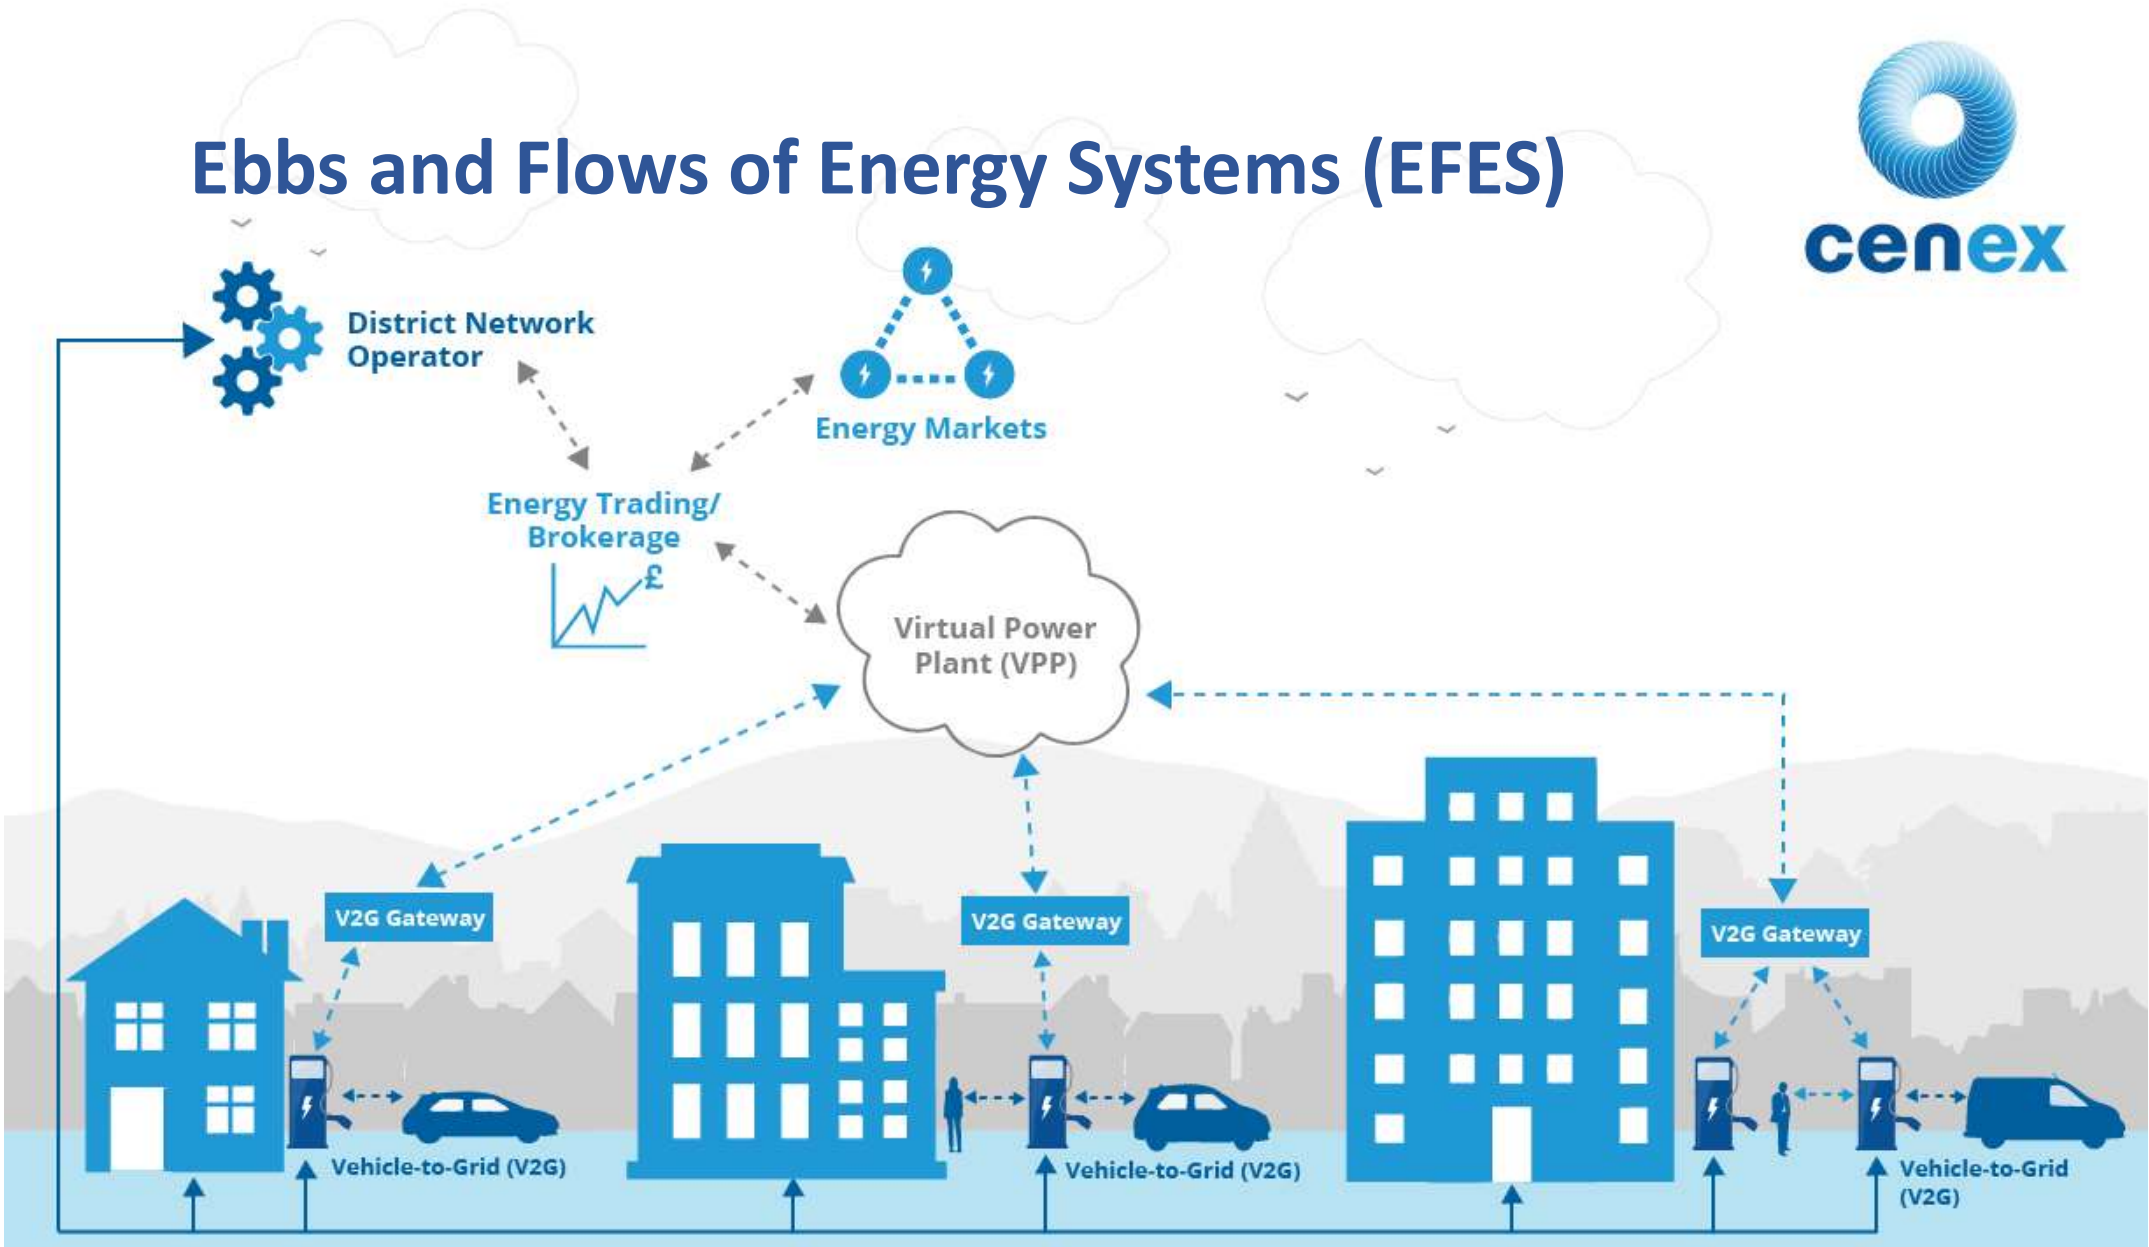 Ebbs and Flows of Energy Systems (EFES)
cenex
District Network
Operator
Energy Markets
Energy Trading/
Brokerage
£
Virtual Power
Plant (VPP)
V2G Gateway
V2G Gateway
V2G Gateway
Vehicle-to-Grid (V2G)
Vehicle-to-Grid (V2G)
Vehicle-to-Grid
(V2G)